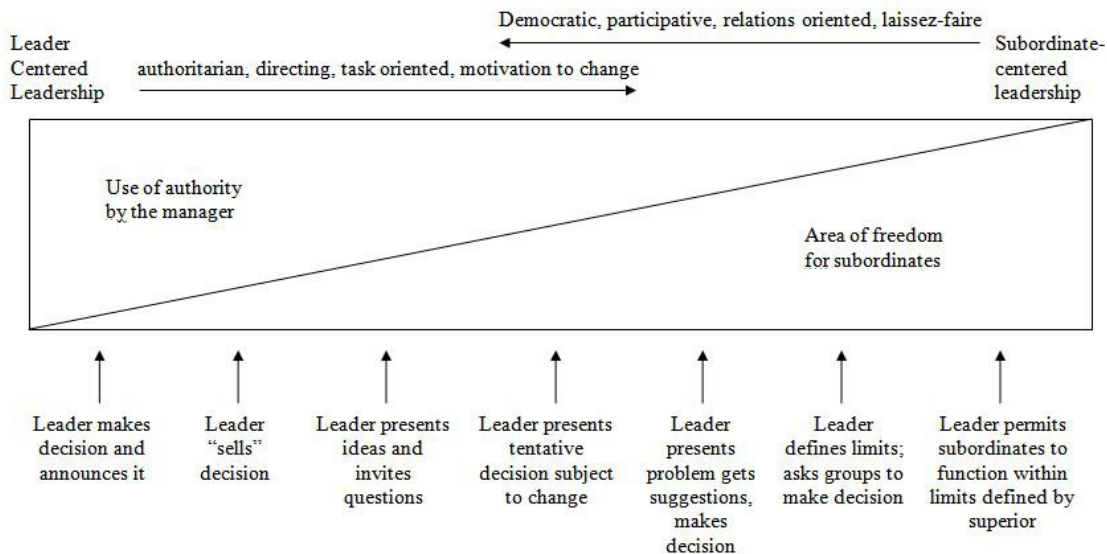 Democratic, participative, relations oriented, laissez-faire
Leader
Centered
Leadership
authoritarian, directing, task oriented, motivation to change
Subordinate-
centered
leadership
Use of authority
by the manager
Area of freedom
for subordinates
Leader makes
decision and
announces it
Leader
“sells”
decision
Leader presents
ideas and
invites
questions
Leader presents
tentative
decision subject
to change
Leader
presents
problem gets
suggestions,
makes
decision
Leader
defines limits;
asks groups to
make decision
Leader permits
subordinates to
function within
limits defined by
superior